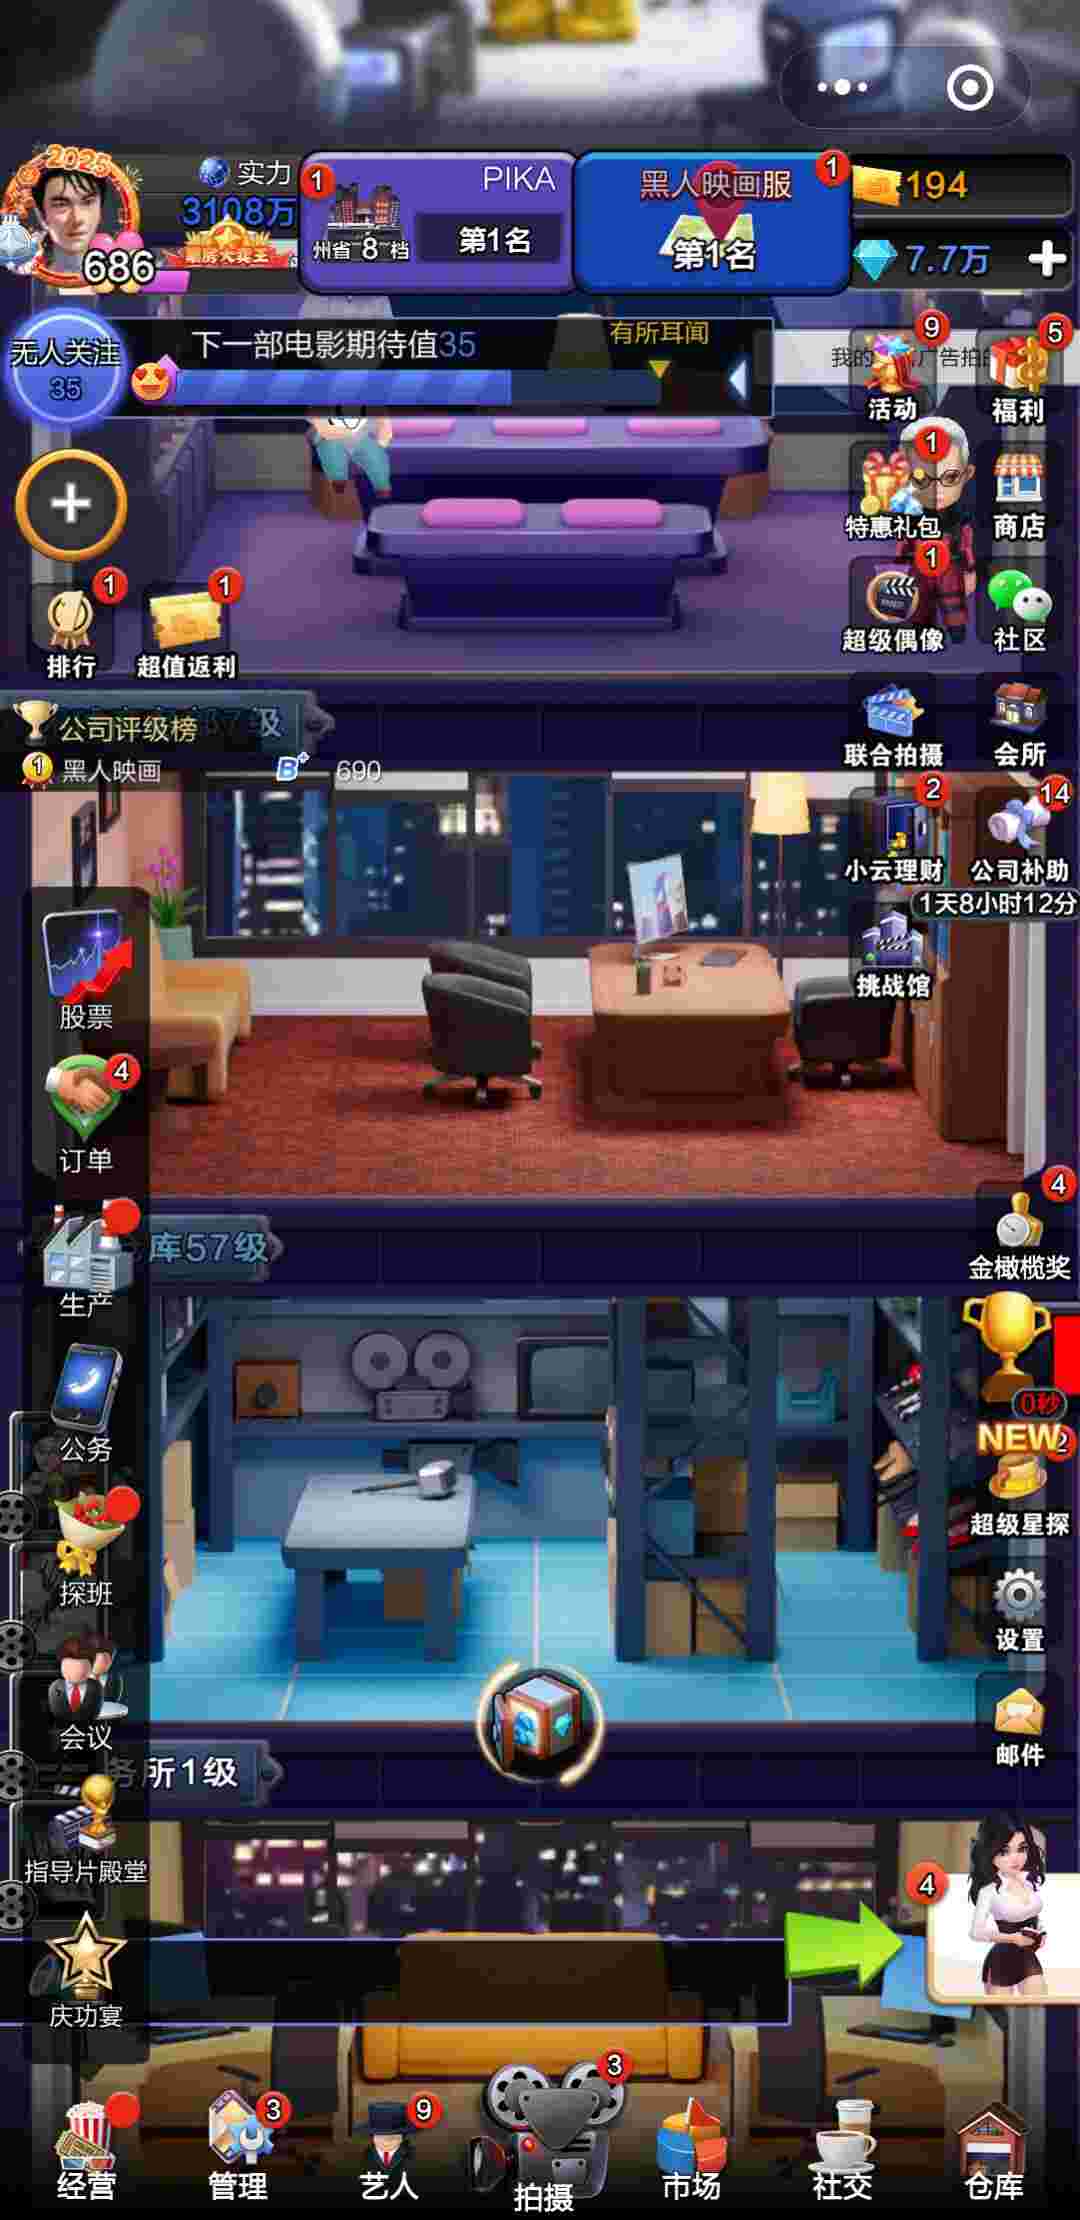 2025
实力
3108万
票房大卖王
686
1
PIKA
州省 8 档
第1名
黑人映画服
1
第1名
194
7.7万
无人关注
35
下一部电影期待值35
有所耳闻
我的
广告拍
9
活动
5
福利
1
特惠礼包
商店
1
超级偶像
社区
1
排行
1
超值返利
7级
公司评级榜
1
黑人映画
B+
690
联合拍摄
会所
2
小云理财
14
公司补助
1天8小时12分
挑战馆
股票
4
订单
库57级
生产
公务
探班
会议
务所1级
指导片殿堂
庆功宴
4
金橄榄奖
0秒
NEW
2
超级星探
设置
邮件
4
经营
3
管理
9
艺人
3
拍摄
市场
社交
仓库